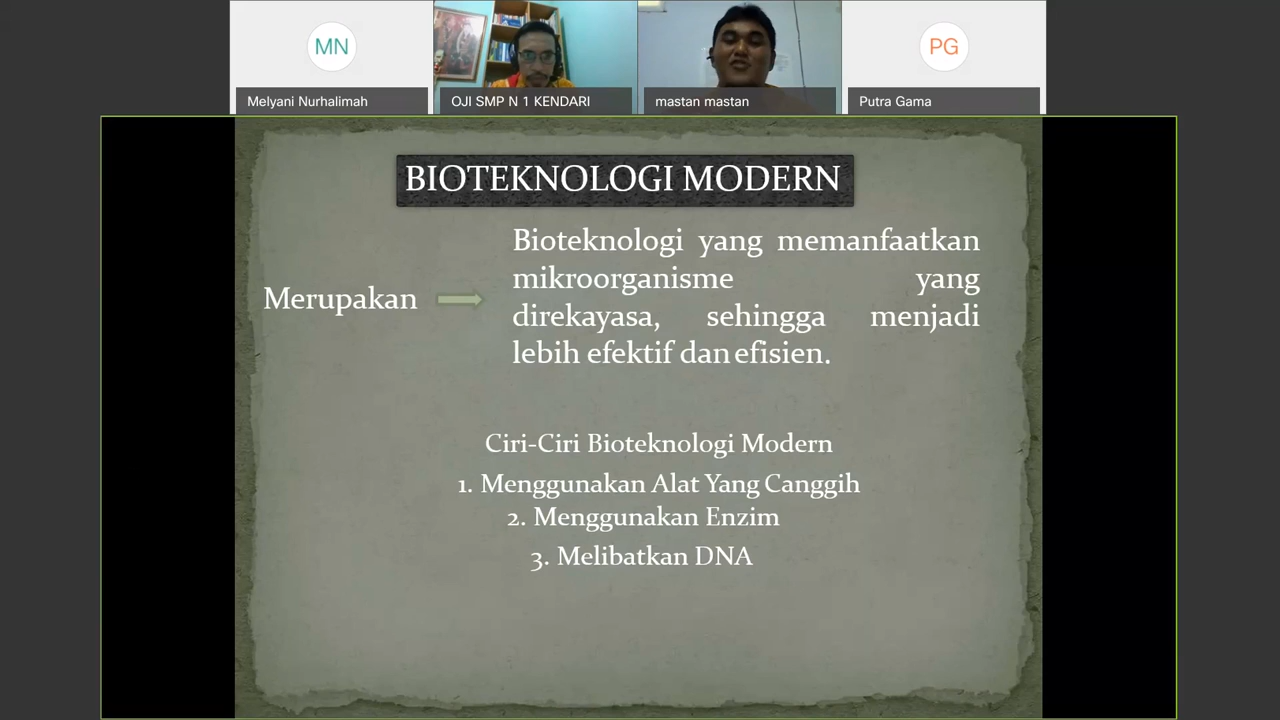 MN
PG
Melyani Nurhalimah
OJI SMP N 1 KENDARI
mastan mastan
Putra Gama
BIOTEKNOLOGI MODERN
Merupakan
Bioteknologi yang memanfaatkan
mikroorganisme yang
direkayasa, sehingga menjadi
lebih efektif dan efisien.
Ciri-Ciri Bioteknologi Modern
1. Menggunakan Alat Yang Canggih
2. Menggunakan Enzim
3. Melibatkan DNA